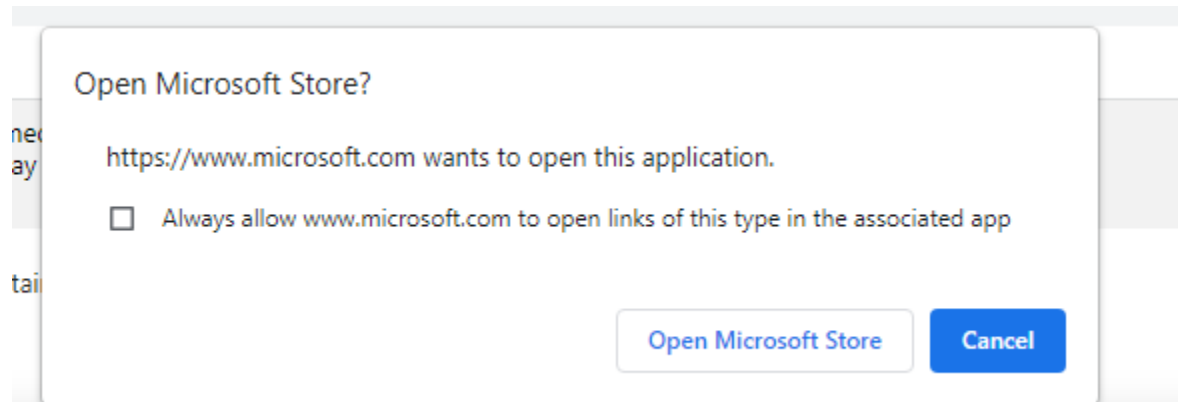 Open Microsoft Store?
https://www.microsoft.com wants to open this application.
Always allow www.microsoft.com to open links of this type in the associated app
ay
Open Microsoft Store
Cancel